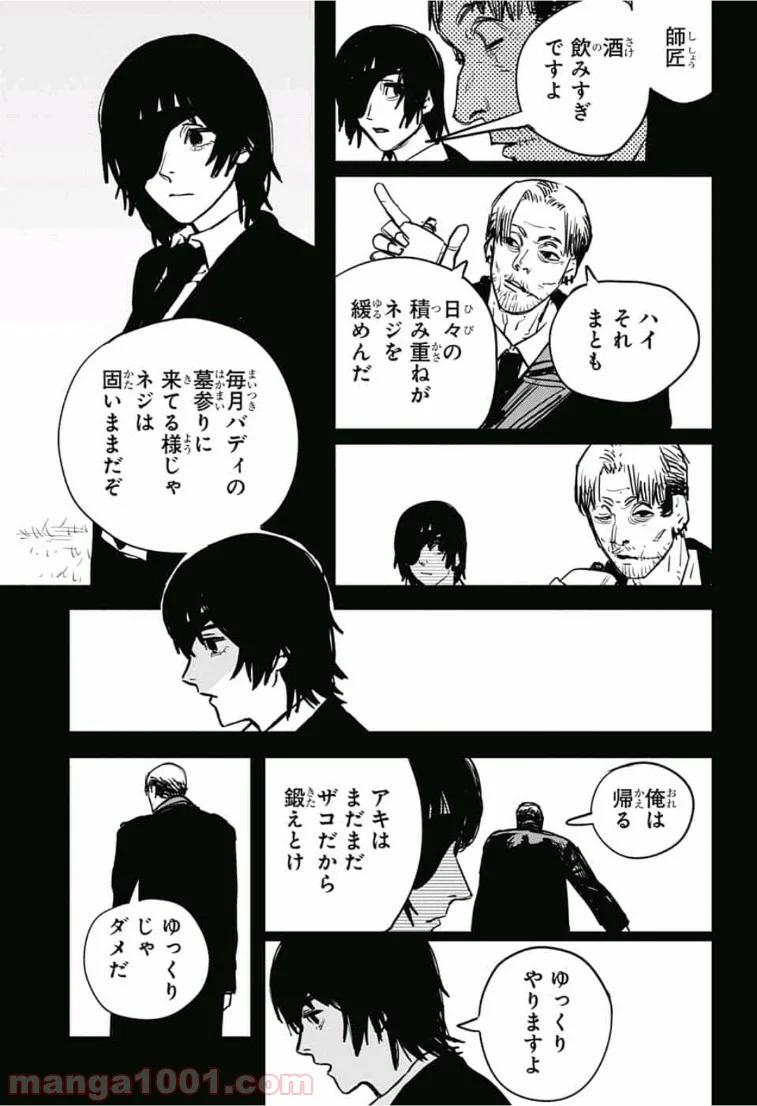 師匠
酒
飲みすぎ
ですよ
ハイ
それ
まとも
日々の
積み重ねが
ネジを
緩めんだ
毎月バディの
墓参りに
来てる様じゃ
ネジは
固いままだぞ
俺は
帰る
アキは
まだまだ
ザコだから
鍛えとけ
ゆっくり
やりますよ
ゆっくり
じゃ
ダメだ
manga1001.com